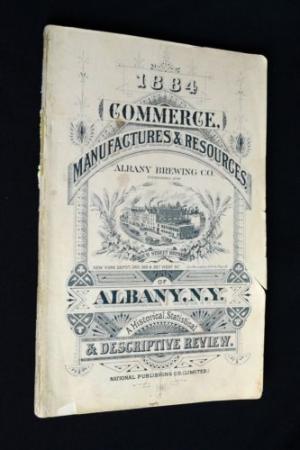 1884
COMMERCE,
MANUFACTURES & RESOURCES,
ALBANY BREWING CO.
OF
ALBANY, N.Y.
A Historical, Statistical
& DESCRIPTIVE REVIEW.
NATIONAL PUBLISHING CO. (LIMITED.)